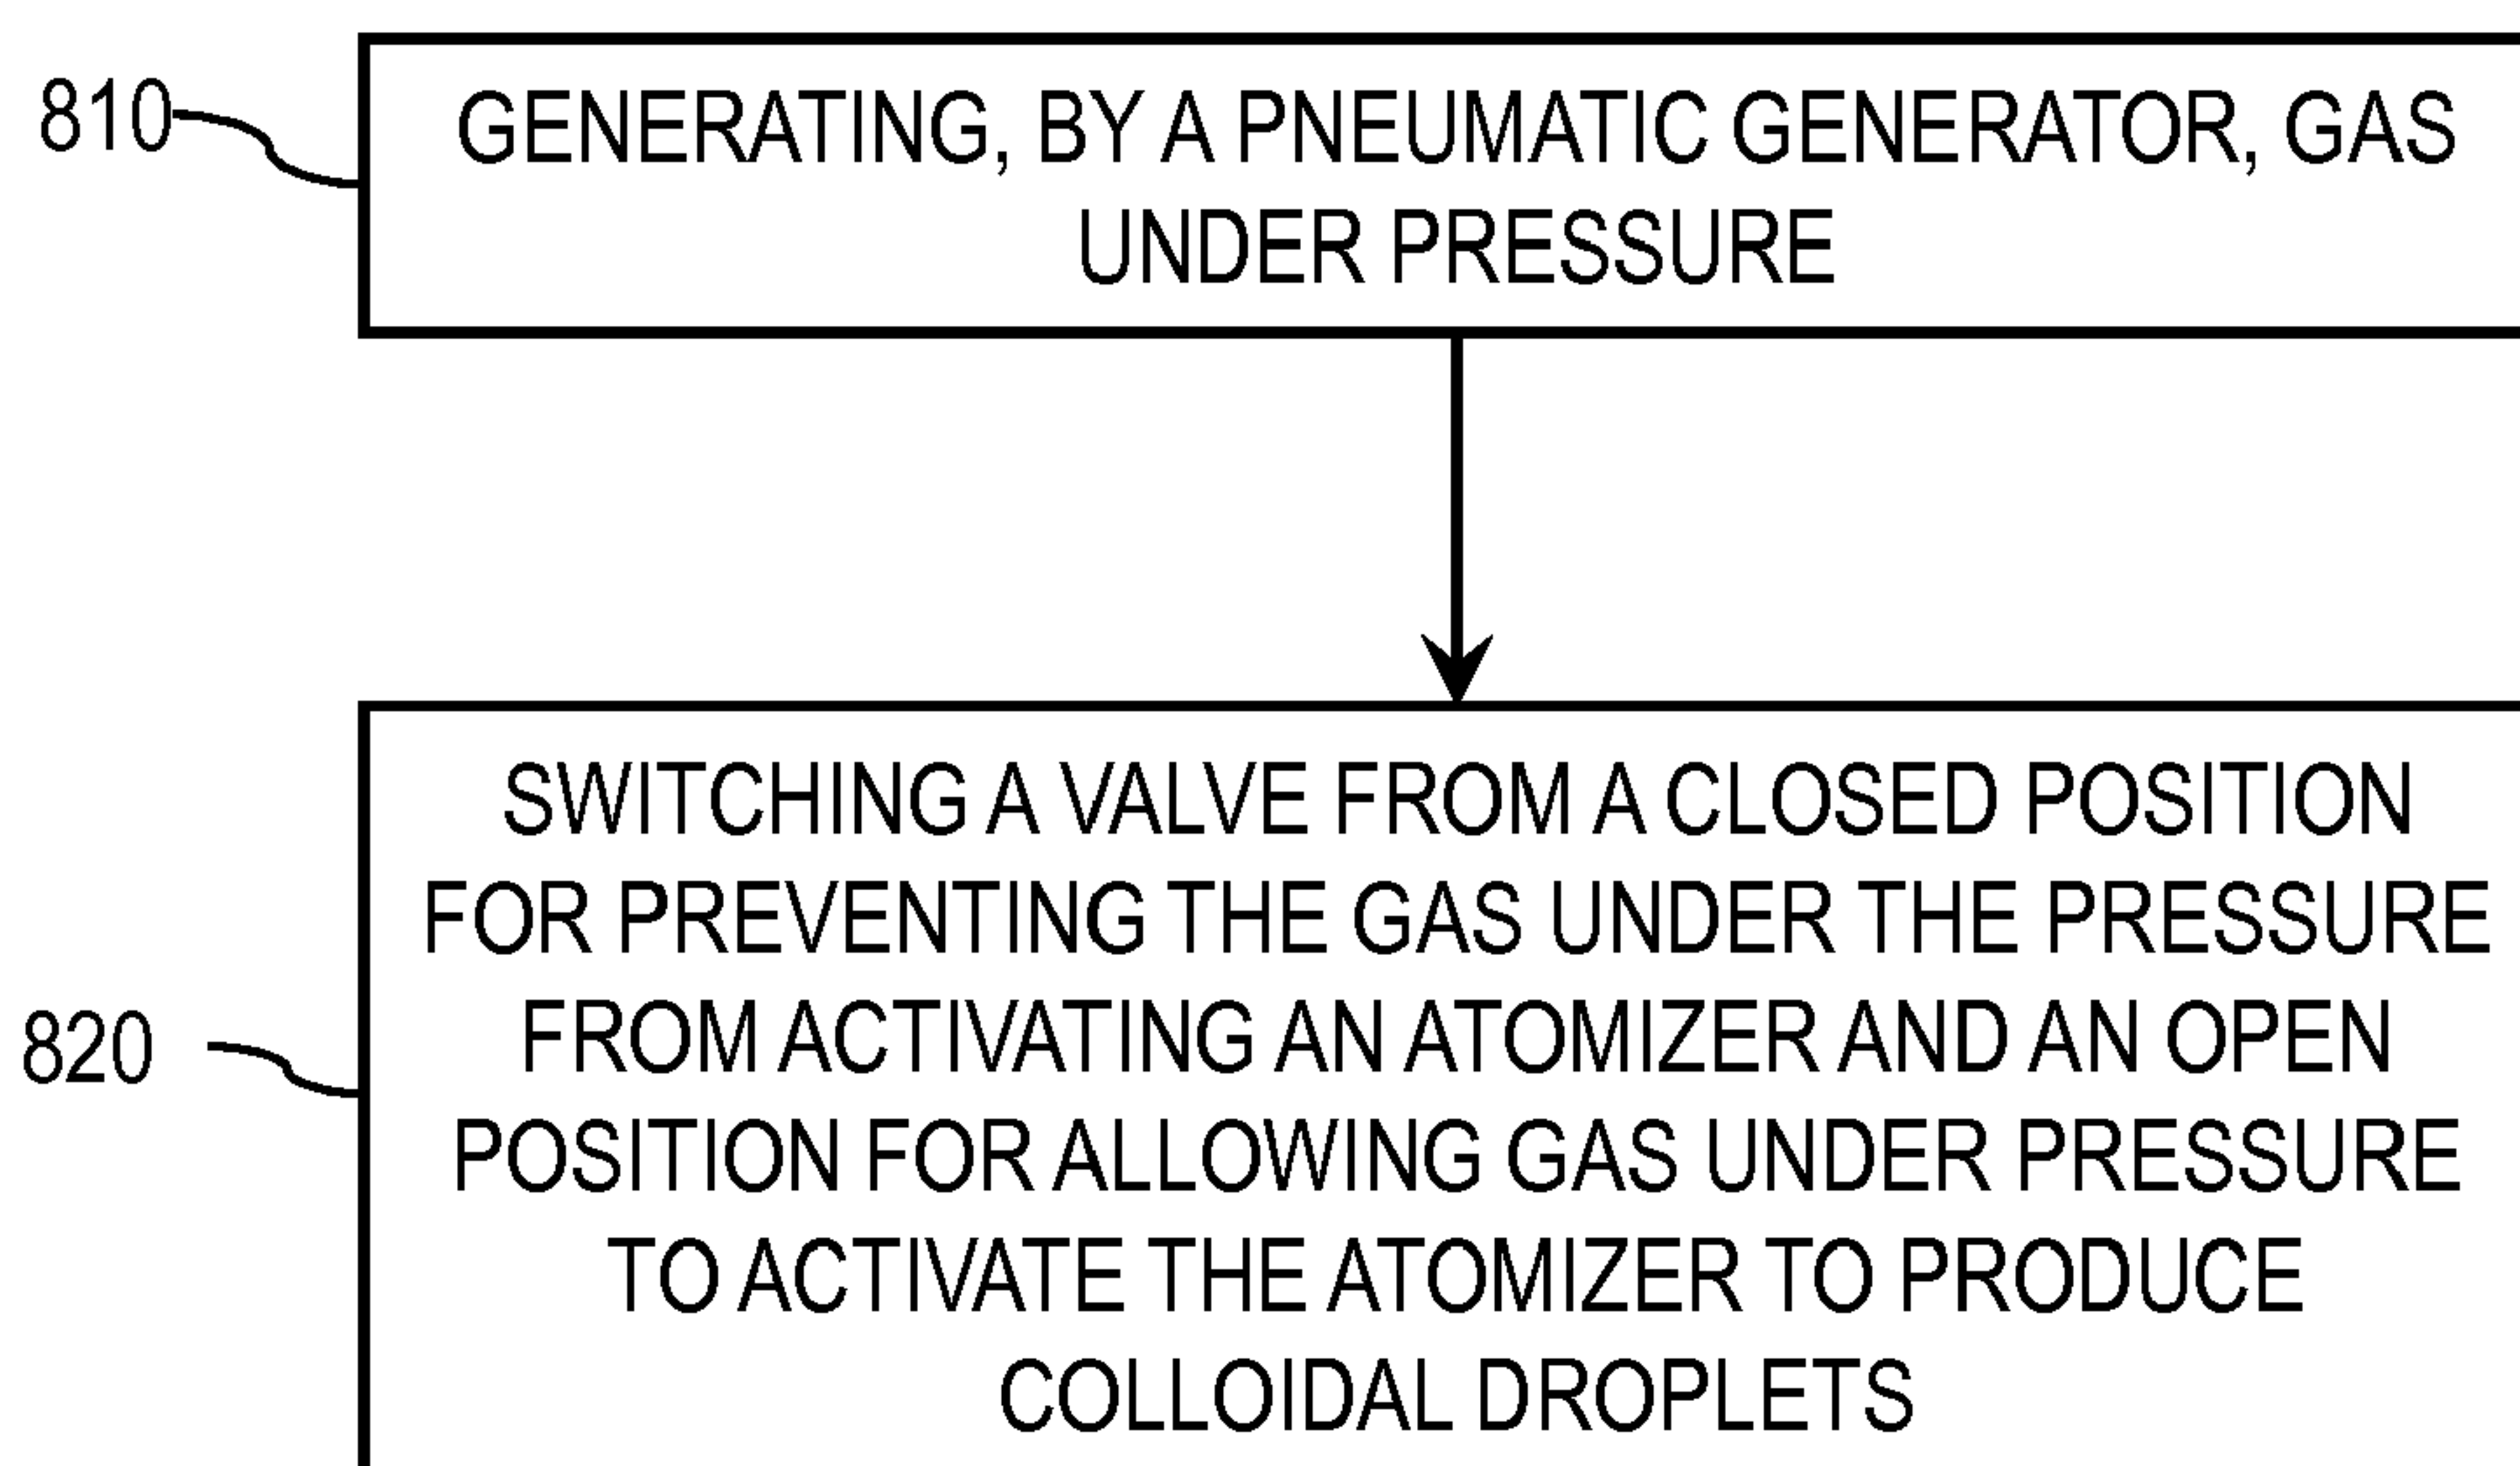 810
GENERATING, BY A PNEUMATIC GENERATOR, GAS
UNDER PRESSURE
SWITCHING A VALVE FROM A CLOSED POSITION
FOR PREVENTING THE GAS UNDER THE PRESSURE
FROM ACTIVATING AN ATOMIZER AND AN OPEN
820
POSITION FOR ALLOWING GAS UNDER PRESSURE
TO ACTIVATE THE ATOMIZER TO PRODUCE
COLLOIDAL DROPLETS